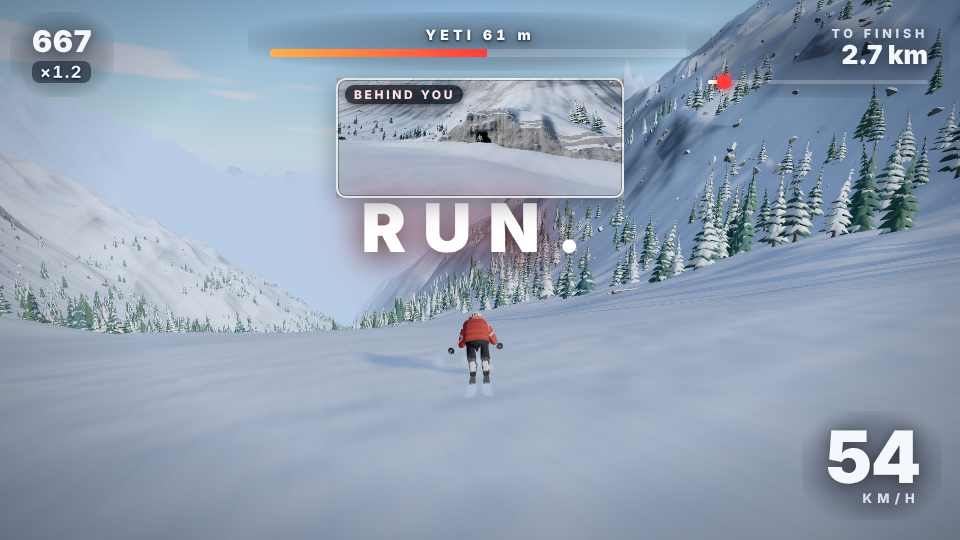 667
×1.2
YETI 61 m
TO FINISH
2.7 km
BEHIND YOU
RUN.
54
KM/H